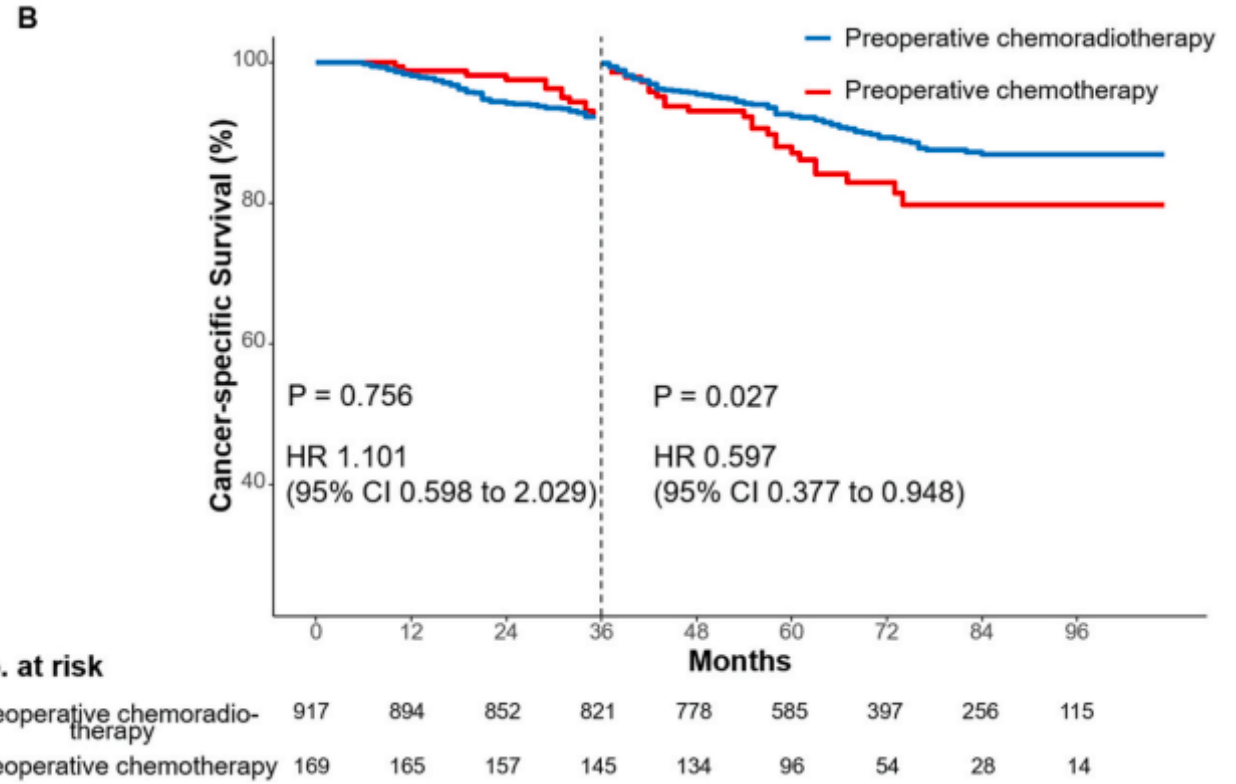 B
Preoperative chemoradiotherapy
Preoperative chemotherapy
Cancer-specific Survival (%)
100
80
60
40
P = 0.756
HR 1.101
(95% CI 0.598 to 2.029)
P = 0.027
HR 0.597
(95% CI 0.377 to 0.948)
0 12 24 36 48 60 72 84 96
Months
. at risk
eoperative chemoradio-
therapy
917 894 852 821 778 585 397 256 115
eoperative chemotherapy 169 165 157 145 134 96 54 28 14